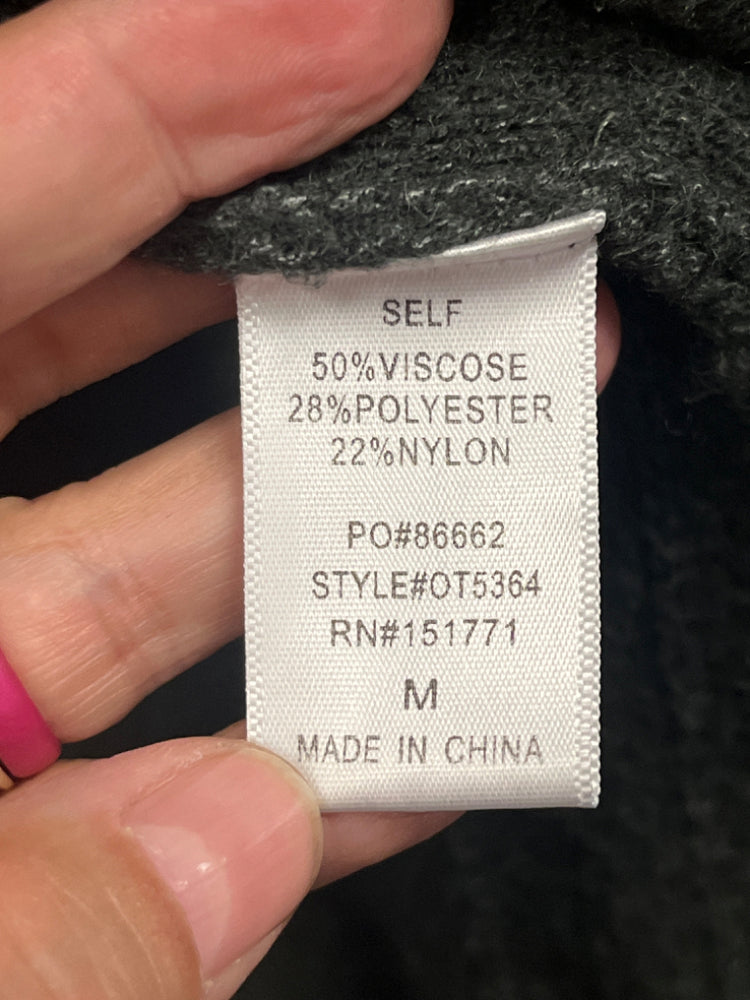 SELF
50%VISCOSE
28%POLYESTER
22%NYLON
PO#86662
STYLE#OT5364
RN#151771
M
MADE IN CHINA